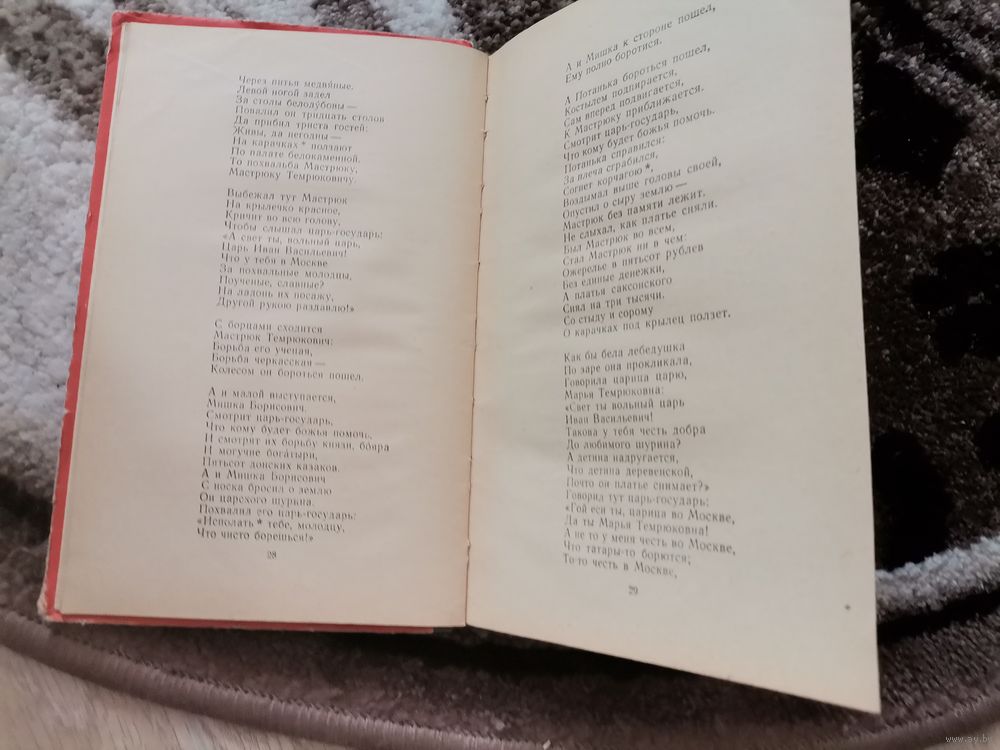 Через питья медвяные.
Левой ногой задел
За столы белоду́бовы —
Повалил он тридцать столов
Да прибил триста гостей:
Живы, да негодны —
На карачках * ползают
По палате белокаменной.
То похвальба Мастрюку,
Мастрюку Темрюковичу.
Выбежал тут Мастрюк
На крылечко красное,
Кричит во всю голову,
Чтобы слышал царь-государь:
«А свет ты, вольный царь,
Царь Иван Васильевич!
Что у тебя в Москве
За похвальные молодцы,
Поученые, славные?
На ладонь их посажу,
Другой рукою раздавлю!»
С борцами сходится
Мастрюк Темрюкович:
Борьба его ученая,
Борьба черкасская —
Колесом он бороться пошел.
А и малой выступается,
Мишка Борисович.
Смотрит царь-государь,
Что кому будет божья помочь,
И смотрят их борьбу князи, бо́яра
И могучие бога́тыри,
Пятьсот донских казаков.
А и Мишка Борисович
С носка бросил о землю
Он царского шурина.
Похвалил его царь-государь:
«Исполать * тебе, молодцу,
Что чисто борешься!»
28
А и Мишка к стороне пошел,
Ему полно боротися.
А Потанька бороться пошел,
Костылем подпирается,
Сам вперед подвигается,
К Мастрюку приближается.
Смотрит царь-государь,
Что кому будет божья помочь.
Потанька справился:
За плеча сграбился,
Согнет корчагою *,
Воздымал выше головы своей,
Опустил о сыру землю —
Мастрюк без памяти лежит.
Не слыхал, как платье сняли.
Был Мастрюк во всем,
Стал Мастрюк ни в чем:
Ожерелье в пятьсот рублев
Без единые денежки,
А платья саксонского
Снял на три тысячи.
Со стыду и сорому
О карачках под крылец ползет.
Как бы бела лебедушка
По заре она прокликала,
Говорила царица царю,
Марья Темрюковна:
«Свет ты вольный царь
Иван Васильевич!
Такова у тебя честь добра
До любимого шурина?
А детина надругается,
Что детина деревенской,
Почто он платье снимает?»
Говорил тут царь-государь:
«Гой еси ты, царица во Москве,
Да ты Марья Темрюковна!
А не то у меня честь во Москве,
Что татары-то борются;
То-то честь в Москве,
29
www.ay.by